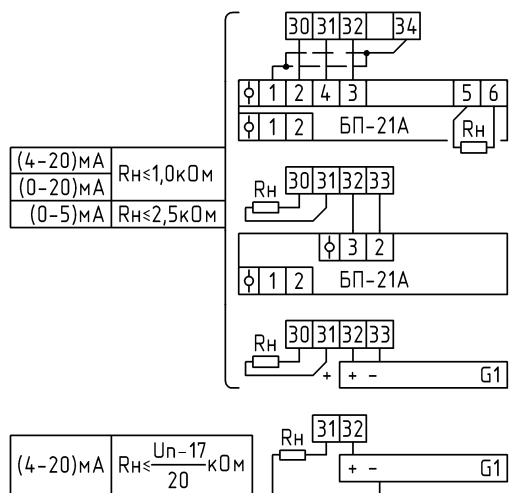 30 31 32 34
1 2 4 3 5 6
1 2 БП-21А Rн
(4-20)мА Rн≤1,0кОм
(0-20)мА
(0-5)мА Rн≤2,5кОм
Rн 30 31 32 33
3 2
1 2 БП-21А
Rн 30 31 32 33
+ + - G1
(4-20)мА Rн≤ Uп-17
20 кОм
Rн 31 32
+ - G1